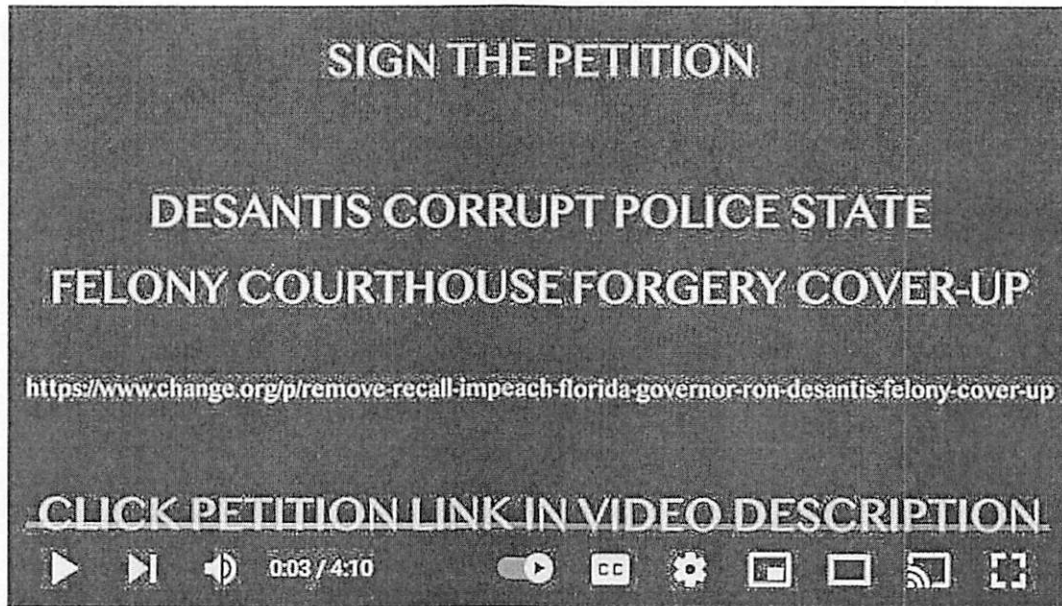 SIGN THE PETITION
DESANTIS CORRUPT POLICE STATE
FELONY COURTHOUSE FORGERY COVER-UP
https://www.change.org/p/remove-recall-impeach-florida-governor-ron-desantis-felony-cover-up
CLICK PETITION LINK IN VIDEO DESCRIPTION
0:03 / 4:10
CC